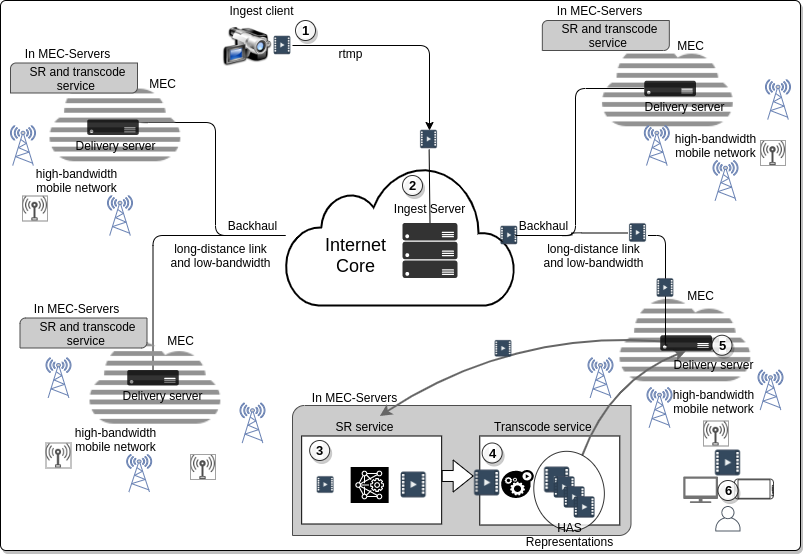 Ingest client
1
rtmp
In MEC-Servers
SR and transcode
service
MEC
Delivery server
high-bandwidth
mobile network
In MEC-Servers
SR and transcode
service
MEC
Delivery server
high-bandwidth
mobile network
2
Ingest Server
Internet
Core
Backhaul
long-distance link
and low-bandwidth
Backhaul
long-distance link
and low-bandwidth
In MEC-Servers
SR and transcode
service
MEC
Delivery server
high-bandwidth
mobile network
MEC
5
Delivery server
high-bandwidth
mobile network
In MEC-Servers
SR service
3
Transcode service
4
HAS
Representations
6